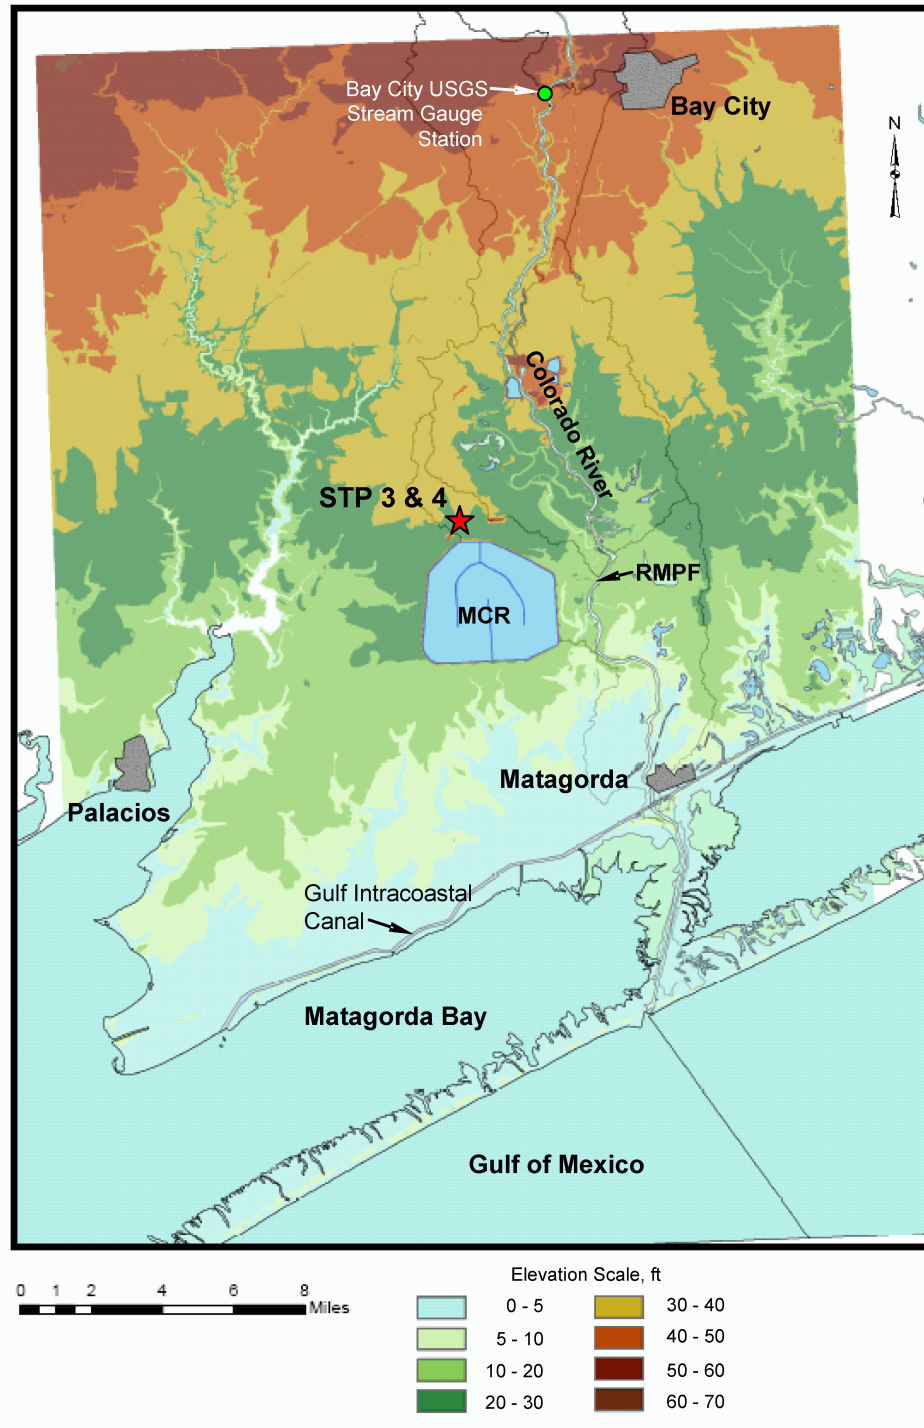 Bay City USGS
Stream Gauge
Station
Bay City
N
Colorado River
STP 3 & 4
RMPF
MCR
Matagorda
Palacios
Gulf Intracoastal
Canal
Matagorda Bay
Gulf of Mexico
0 1 2 4 6 8
Miles
Elevation Scale, ft
0 - 5
5 - 10
10 - 20
20 - 30
30 - 40
40 - 50
50 - 60
60 - 70